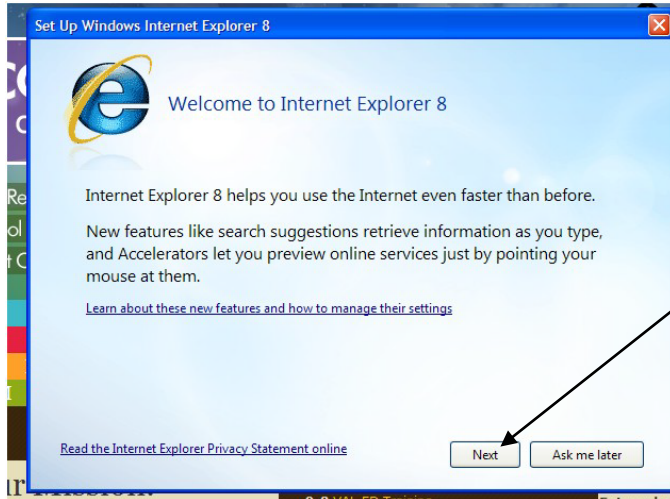 Set Up Windows Internet Explorer 8
Welcome to Internet Explorer 8
Internet Explorer 8 helps you use the Internet even faster than before.
New features like search suggestions retrieve information as you type,
and Accelerators let you preview online services just by pointing your
mouse at them.
Learn about these new features and how to manage their settings
Read the Internet Explorer Privacy Statement online
Next
Ask me later